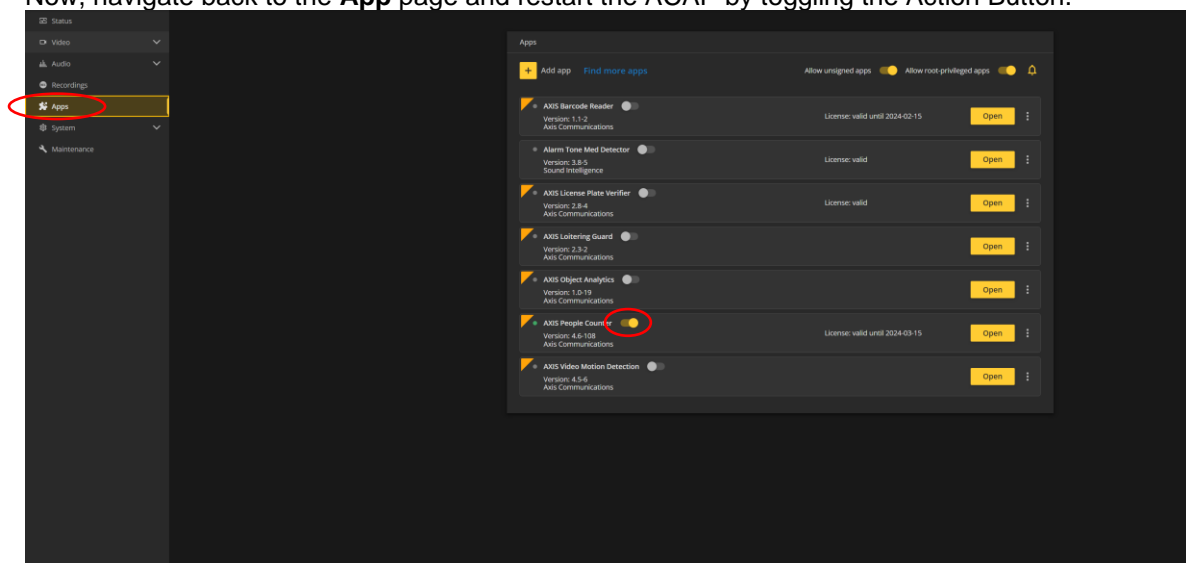 Now, navigate back to the App page and restart the ACAP by toggling the Action Button.
Status
Video
Audio
Recordings
Apps
System
Maintenance
Apps
Add app Find more apps Allow unsigned apps Allow root-privileged apps
AXIS Barcode Reader
Version: 1.1-2
Axis Communications
License: valid until 2024-02-15
Open
Alarm Tone Med Detector
Version: 3.8-5
Sound Intelligence
License: valid
Open
AXIS License Plate Verifier
Version: 2.8-4
Axis Communications
License: valid
Open
AXIS Loitering Guard
Version: 2.3-2
Axis Communications
Open
AXIS Object Analytics
Version: 1.0-19
Axis Communications
Open
AXIS People Counter
Version: 4.6-108
Axis Communications
License: valid until 2024-03-15
Open
AXIS Video Motion Detection
Version: 4.5-6
Axis Communications
Open